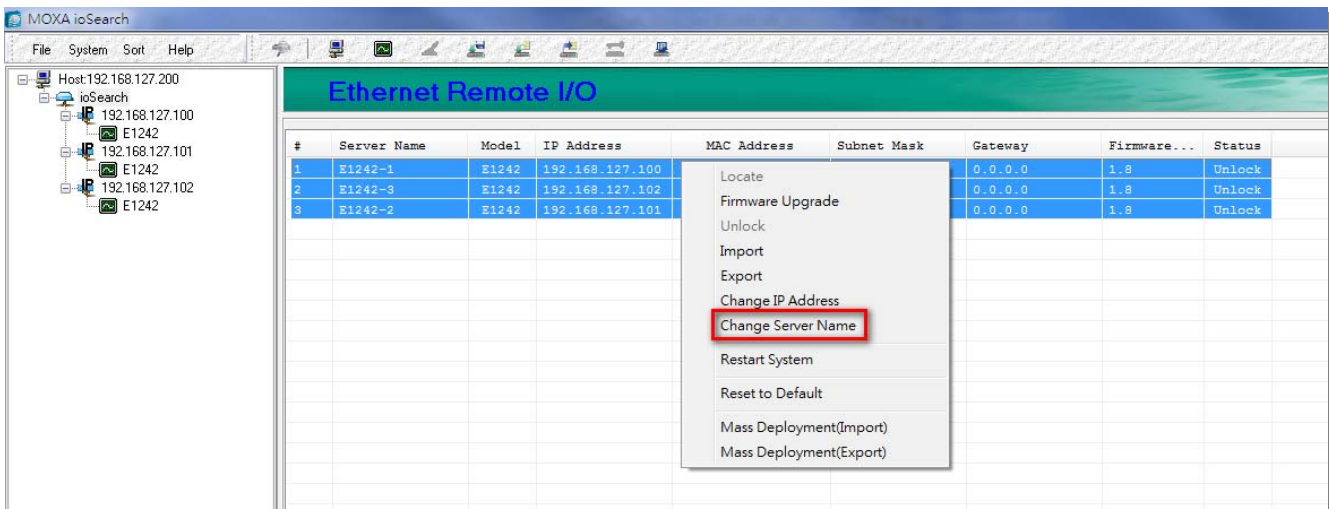 MOXA ioSearch
File System Sort Help
Host:192.168.127.200
ioSearch
192.168.127.100
E1242
192.168.127.101
E1242
192.168.127.102
E1242
Ethernet Remote I/O
# Server Name Model IP Address MAC Address Subnet Mask Gateway Firmware... Status
1 E1242-1 E1242 192.168.127.100 0.0.0.0 1.8 Unlock
2 E1242-3 E1242 192.168.127.102 0.0.0.0 1.8 Unlock
3 E1242-2 E1242 192.168.127.101 0.0.0.0 1.8 Unlock
Locate
Firmware Upgrade
Unlock
Import
Export
Change IP Address
Change Server Name
Restart System
Reset to Default
Mass Deployment(Import)
Mass Deployment(Export)